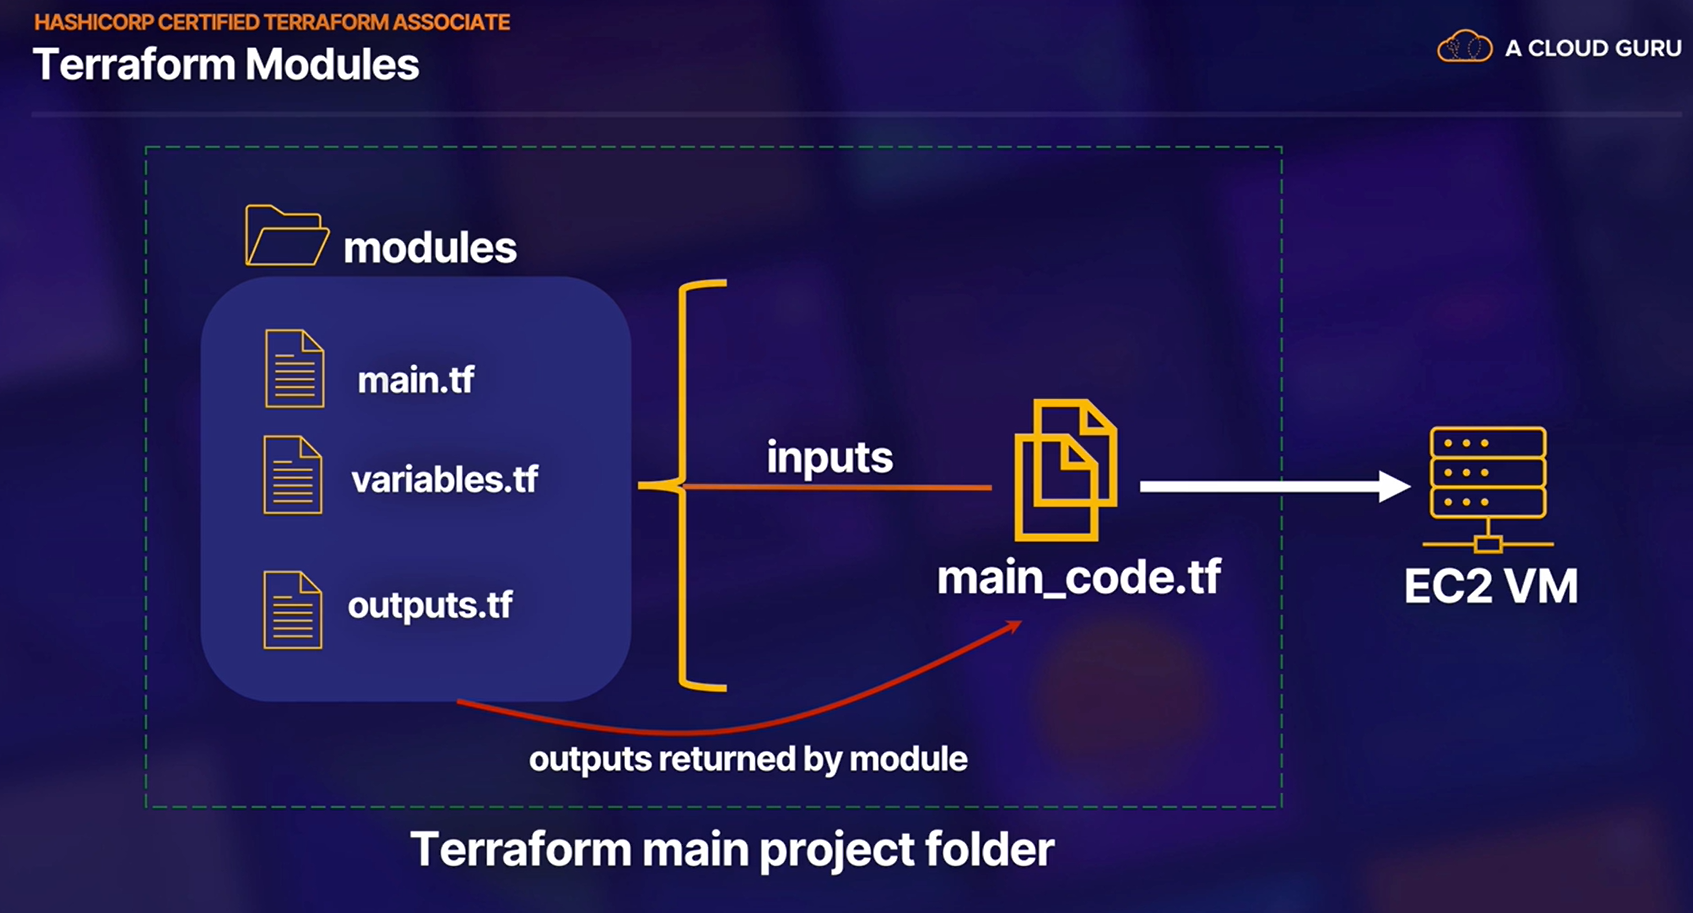 HASHICORP CERTIFIED TERRAFORM ASSOCIATE
Terraform Modules
A CLOUD GURU
modules
main.tf
variables.tf
outputs.tf
inputs
main_code.tf
EC2 VM
outputs returned by module
Terraform main project folder